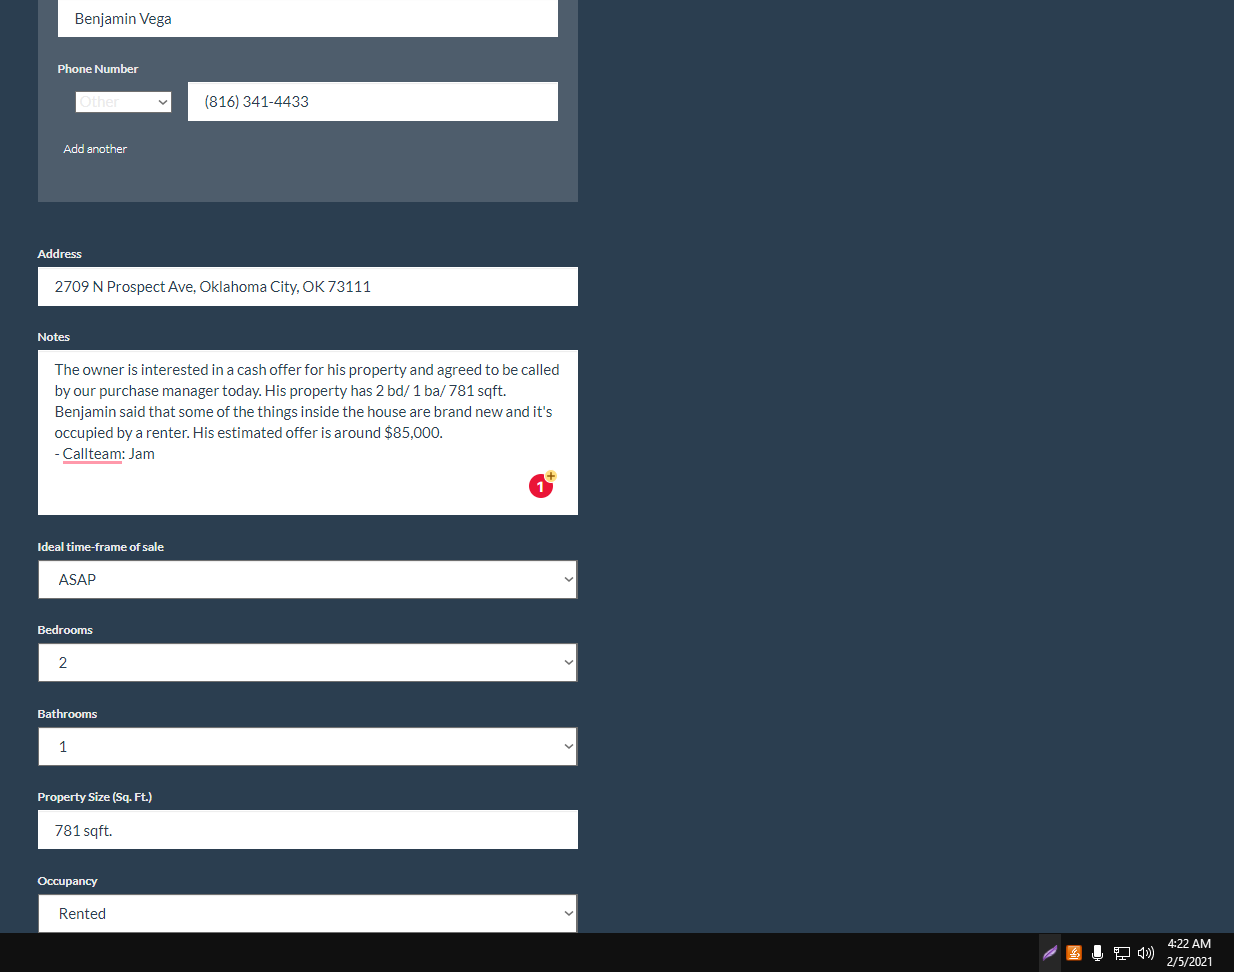 Benjamin Vega
Phone Number
Other
(816) 341-4433
Add another
Address
2709 N Prospect Ave, Oklahoma City, OK 73111
Notes
The owner is interested in a cash offer for his property and agreed to be called
by our purchase manager today. His property has 2 bd/ 1 ba/ 781 sqft.
Benjamin said that some of the things inside the house are brand new and it's
occupied by a renter. His estimated offer is around $85,000.
- Callteam: Jam
1
Ideal time-frame of sale
ASAP
Bedrooms
2
Bathrooms
1
Property Size (Sq. Ft.)
781 sqft.
Occupancy
Rented
4:22 AM
2/5/2021